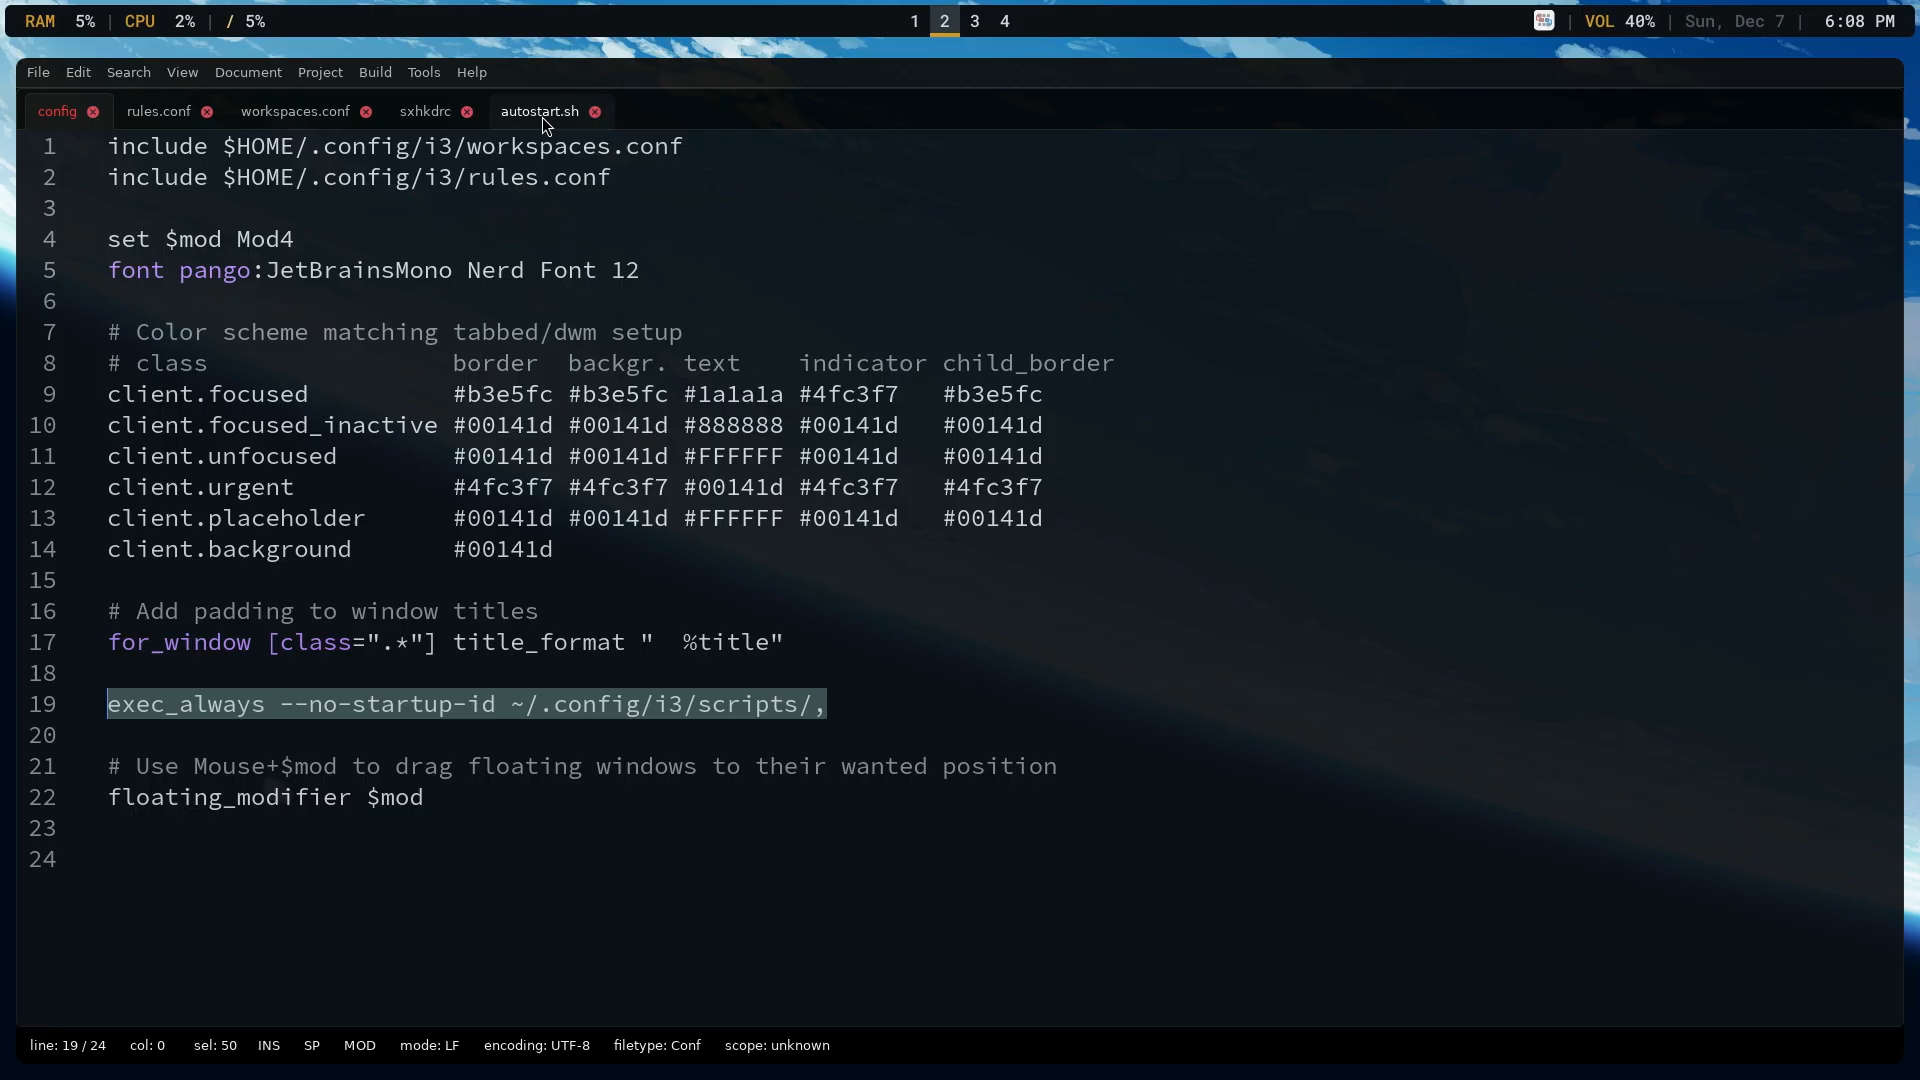 RAM 5% | CPU 2% | / 5% 1 2 3 4 | VOL 40% | Sun, Dec 7 | 6:08 PM
File Edit Search View Document Project Build Tools Help
config rules.conf workspaces.conf sxhkdrc autostart.sh
1 include $HOME/.config/i3/workspaces.conf
2 include $HOME/.config/i3/rules.conf
3
4 set $mod Mod4
5 font pango:JetBrainsMono Nerd Font 12
6
7 # Color scheme matching tabbed/dwm setup
8 # class                 border  backgr. text    indicator child_border
9 client.focused          #b3e5fc #b3e5fc #1a1a1a #4fc3f7   #b3e5fc
10 client.focused_inactive #00141d #00141d #888888 #00141d   #00141d
11 client.unfocused        #00141d #00141d #FFFFFF #00141d   #00141d
12 client.urgent           #4fc3f7 #4fc3f7 #00141d #4fc3f7   #4fc3f7
13 client.placeholder      #00141d #00141d #FFFFFF #00141d   #00141d
14 client.background       #00141d
15
16 # Add padding to window titles
17 for_window [class=".*"] title_format "  %title"
18
19 exec_always --no-startup-id ~/.config/i3/scripts/,
20
21 # Use Mouse+$mod to drag floating windows to their wanted position
22 floating_modifier $mod
23
24
line: 19 / 24 col: 0 sel: 50 INS SP MOD mode: LF encoding: UTF-8 filetype: Conf scope: unknown